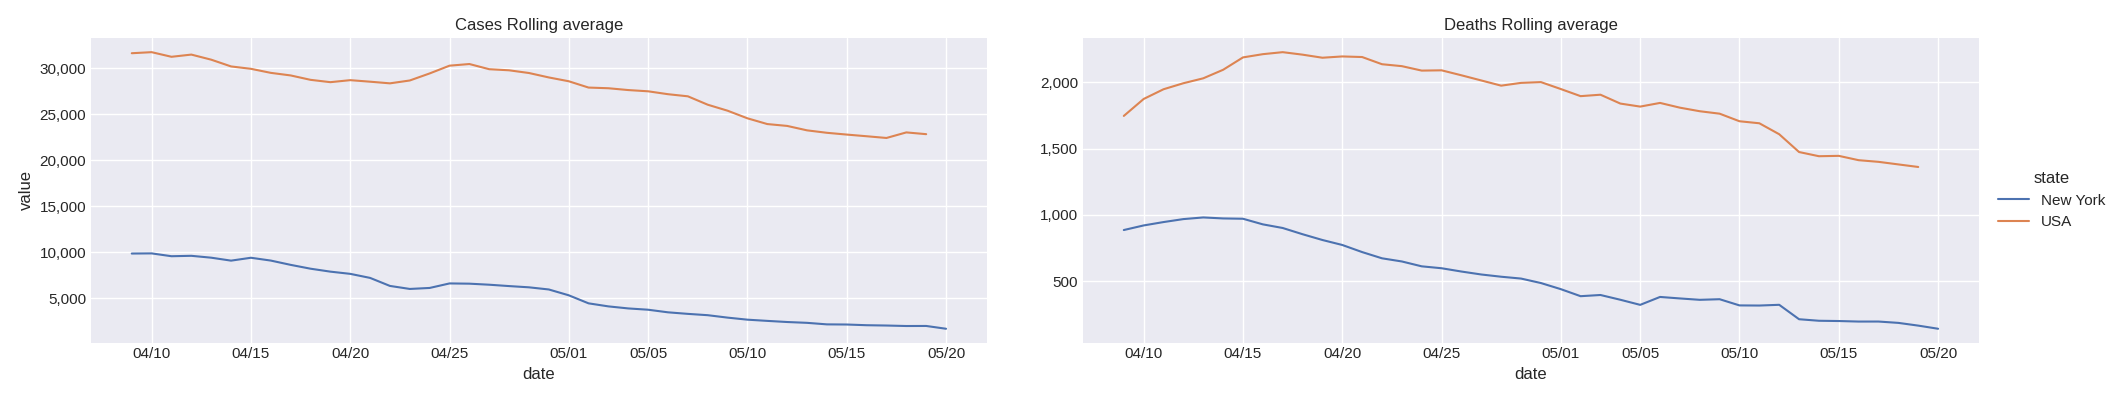 Cases Rolling average
30,000
25,000
20,000
15,000
10,000
5,000
value
04/10 04/15 04/20 04/25 05/01 05/05 05/10 05/15 05/20
date
Deaths Rolling average
2,000
1,500
1,000
500
04/10 04/15 04/20 04/25 05/01 05/05 05/10 05/15 05/20
date
state
New York
USA